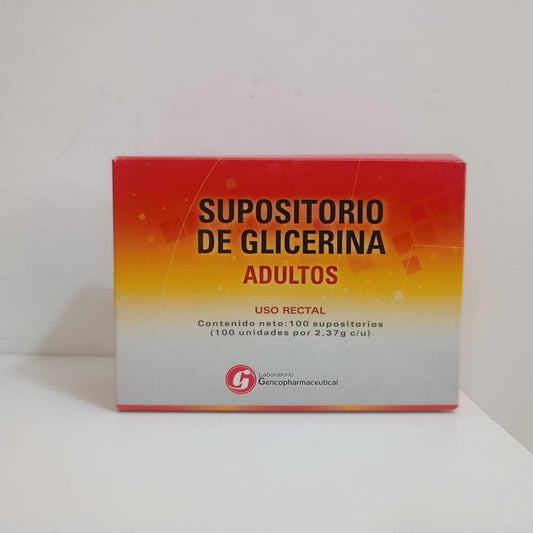 SUPOSITORIO
DE GLICERINA
ADULTOS
USO RECTAL
Contenido neto: 100 supositorios
(100 unidades por 2,37g c/u)
G
Laboratorio
Gencopharmaceutical